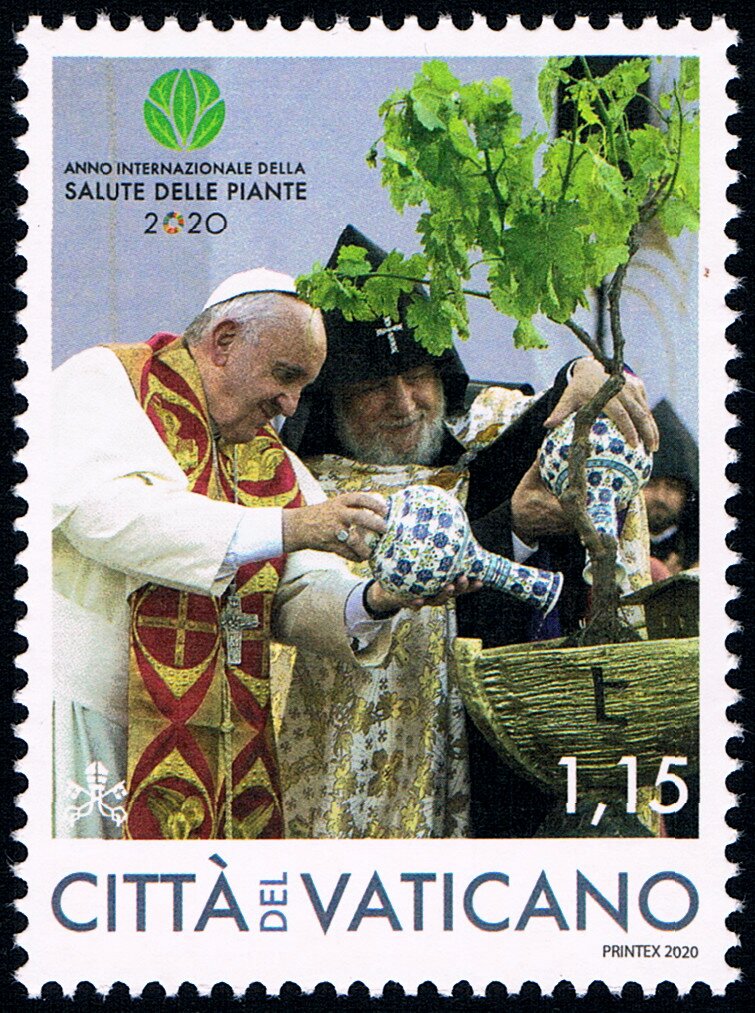 ANNO INTERNAZIONALE DELLA
SALUTE DELLE PIANTE
2020
1,15
CITTÀ DEL VATICANO
PRINTEX 2020